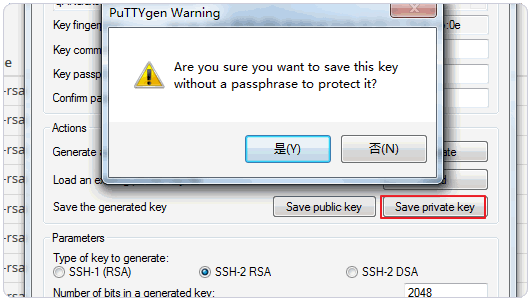 PuTTYgen Warning
Key finger
:0e
Key comm
Key passp
Confirm pa
Are you sure you want to save this key
without a passphrase to protect it?
是(Y)
否(N)
e
-rsa
-rsa
-rsa
-rsa
-rsa
-rsa
-rsa
Actions
Generate
ate
Load an e
Save the generated key
Save public key
Save private key
Parameters
Type of key to generate:
SSH-1 (RSA)
SSH-2 RSA
SSH-2 DSA
Number of bits in a generated key:
2048